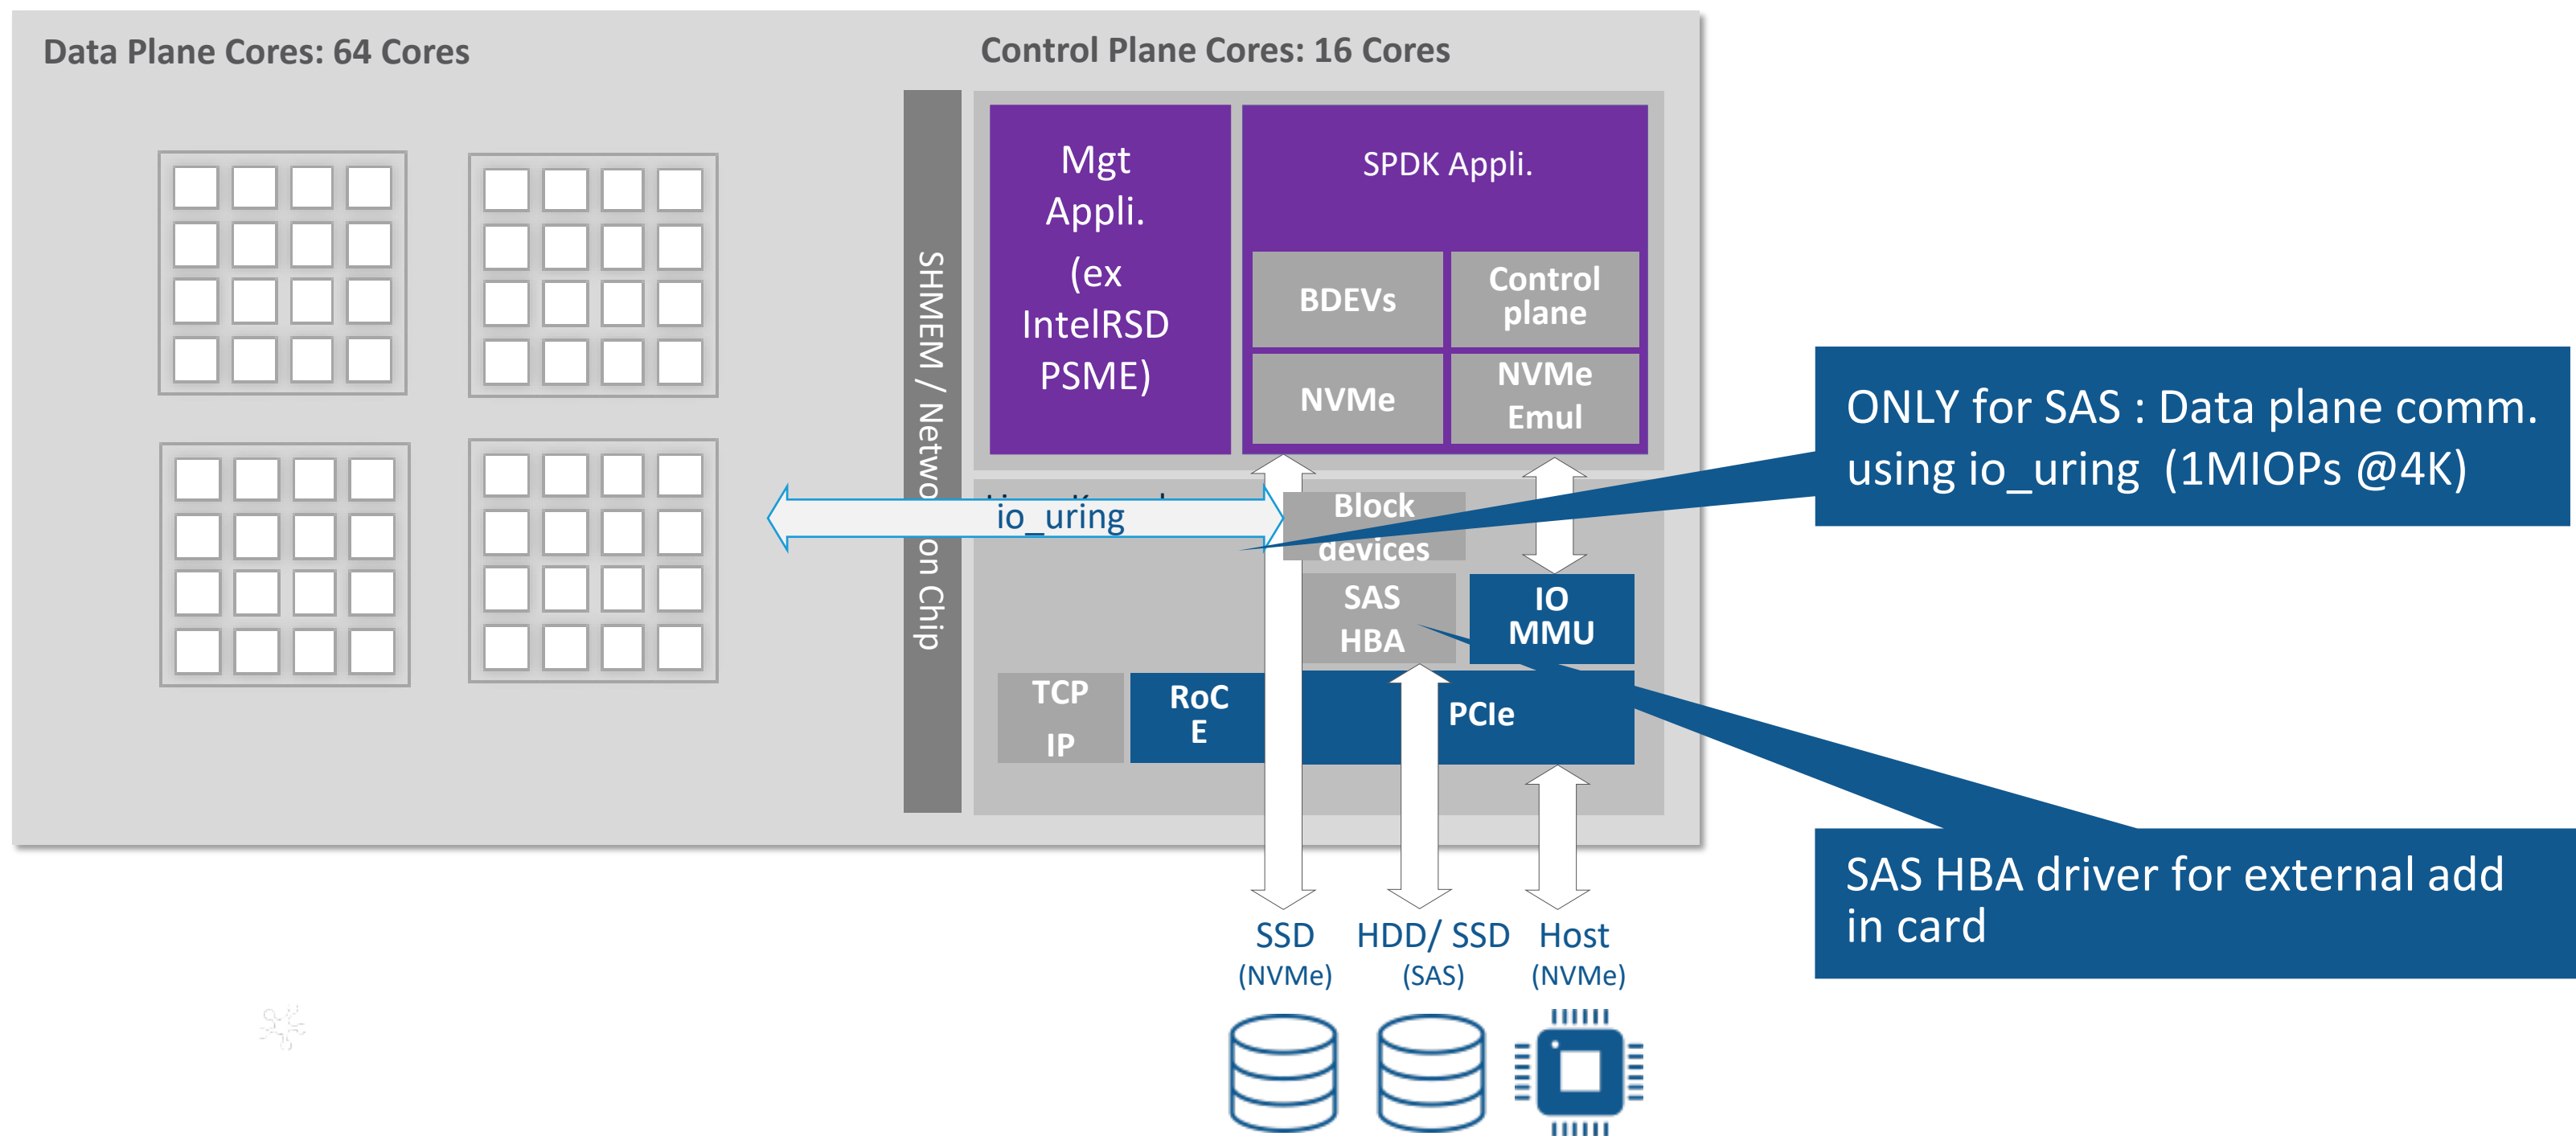 Data Plane Cores: 64 Cores
Control Plane Cores: 16 Cores
SHMEM / Netwo on Chip
Mgt
Appli.
(ex
IntelRSD
PSME)
SPDK Appli.
BDEVs
Control
plane
NVMe
NVMe
Emul
io_uring
Block
devices
SAS
HBA
IO
MMU
TCP
IP
RoC
E
PCIe
ONLY for SAS : Data plane comm.
using io_uring (1MIOPs @4K)
SAS HBA driver for external add
in card
SSD
(NVMe)
HDD/ SSD
(SAS)
Host
(NVMe)